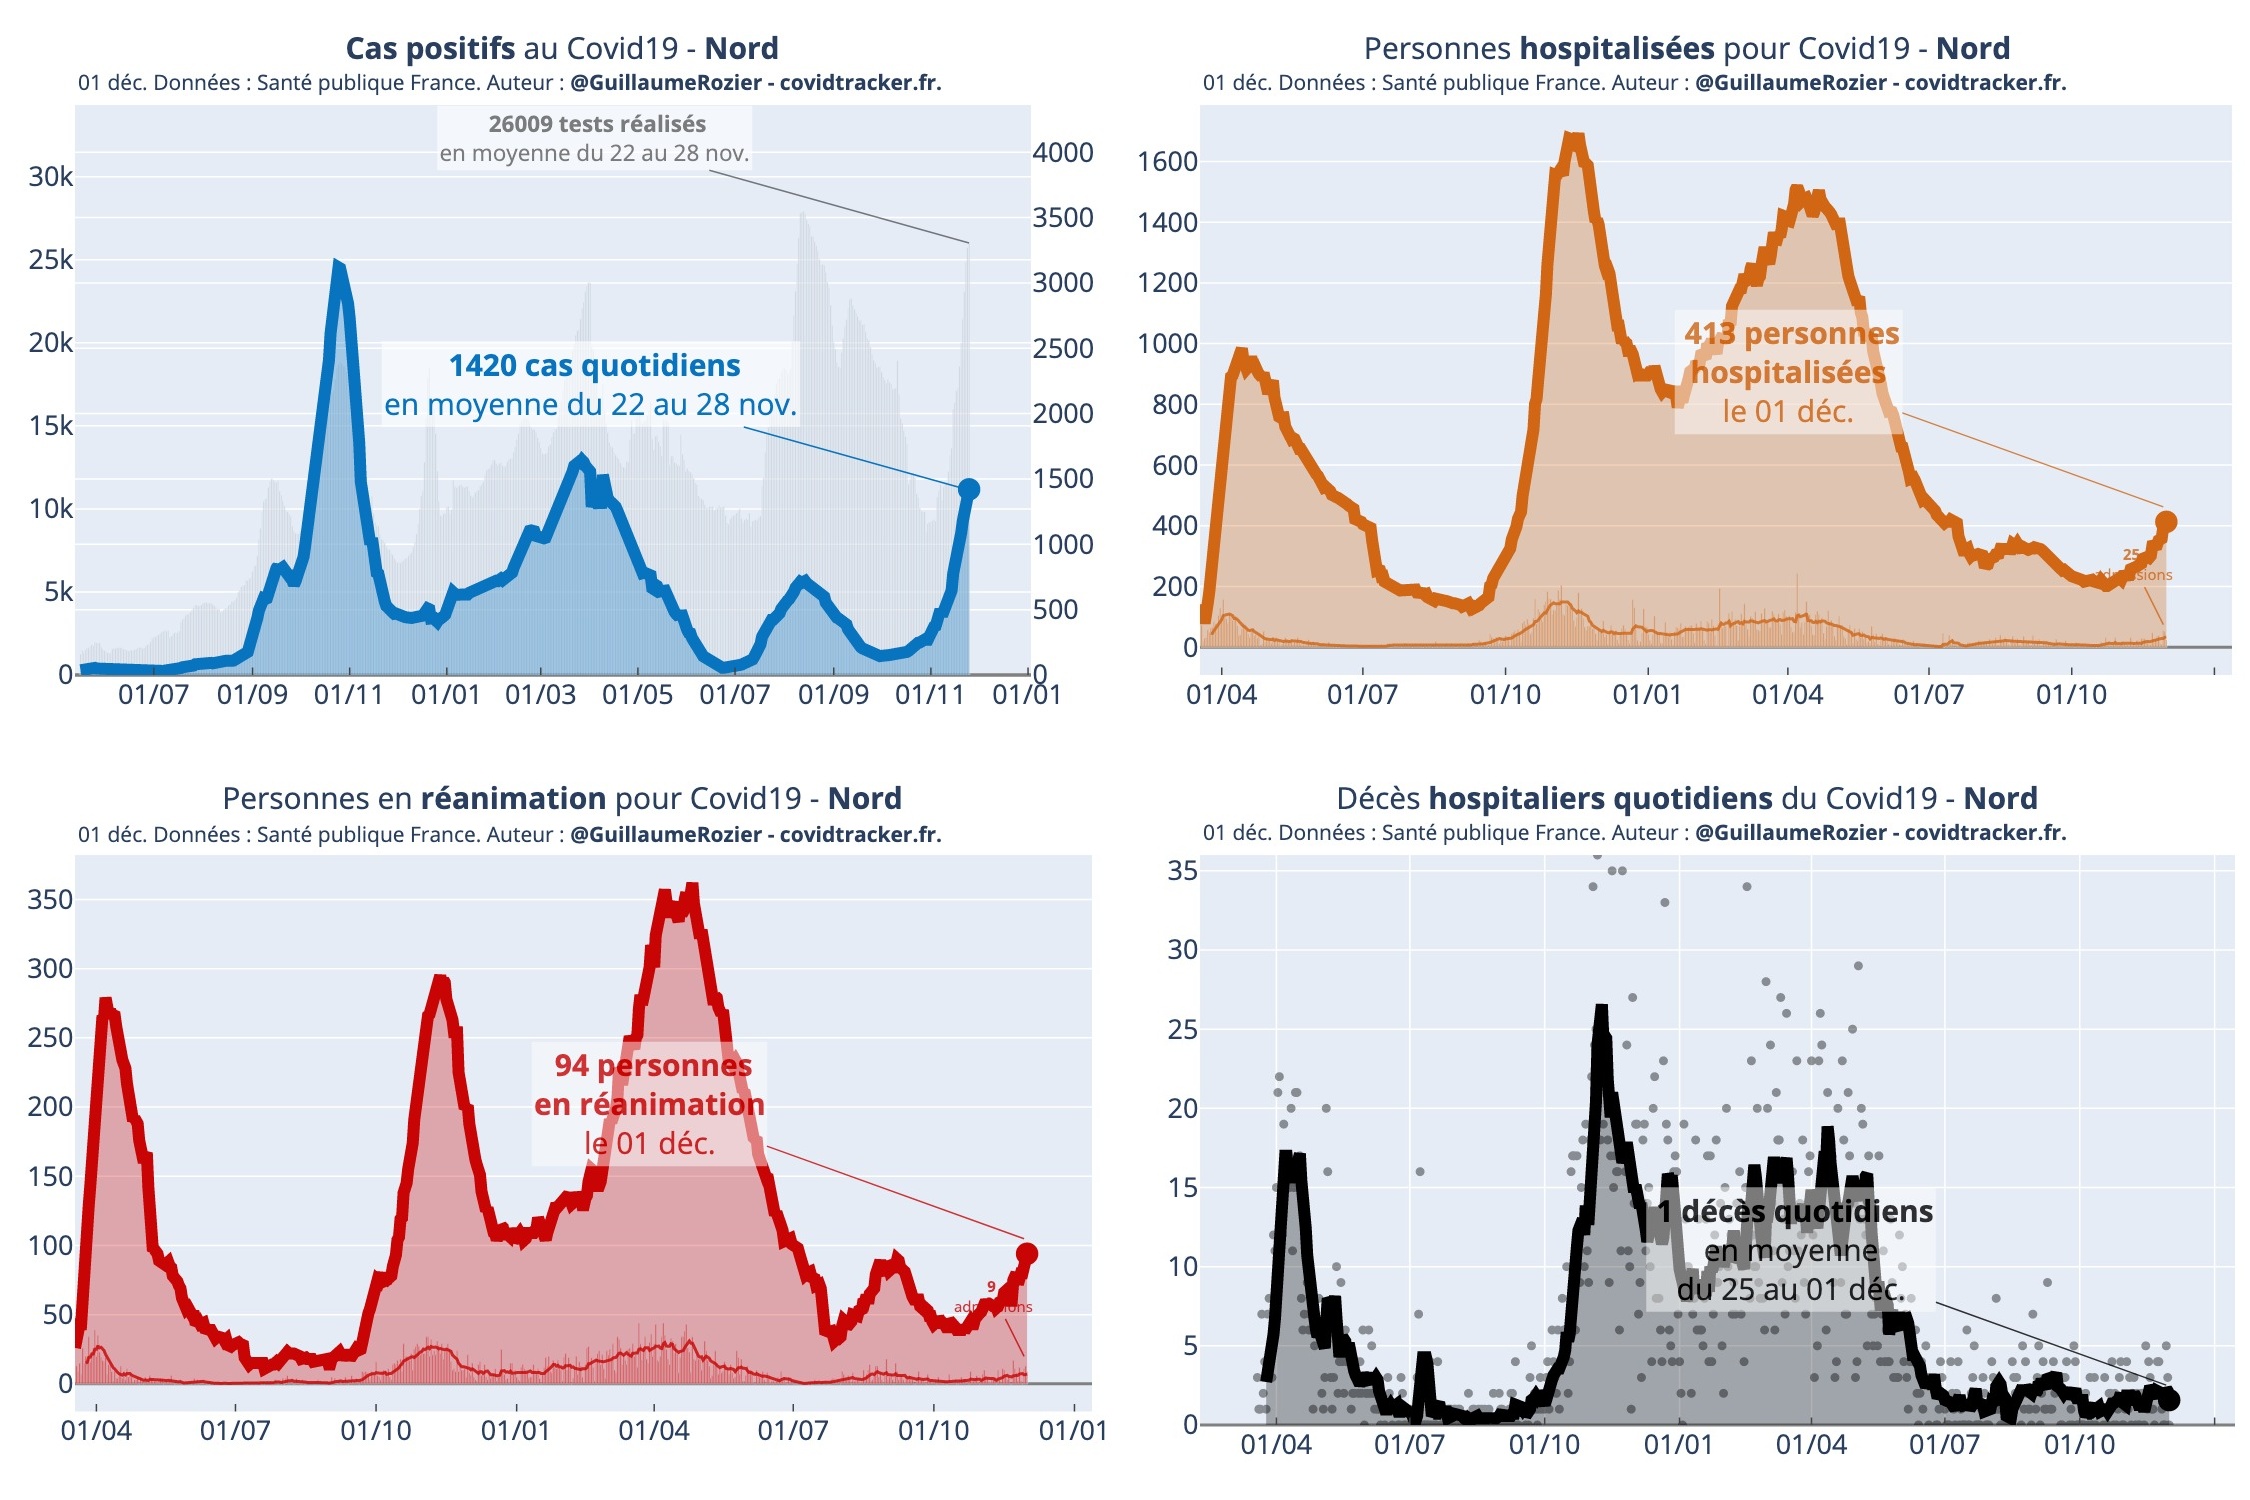 Cas positifs au Covid19 - Nord
01 déc. Données : Santé publique France. Auteur : @GuillaumeRozier - covidtracker.fr.
26009 tests réalisés
en moyenne du 22 au 28 nov.
1420 cas quotidiens
en moyenne du 22 au 28 nov.
30k
25k
20k
15k
10k
5k
0
4000
3500
3000
2500
2000
1500
1000
500
0
01/07 01/09 01/11 01/01 01/03 01/05 01/07 01/09 01/11 01/01
Personnes hospitalisées pour Covid19 - Nord
01 déc. Données : Santé publique France. Auteur : @GuillaumeRozier - covidtracker.fr.
1600
1400
1200
1000
800
600
400
200
0
413 personnes
hospitalisées
le 01 déc.
25
admissions
01/04 01/07 01/10 01/01 01/04 01/07 01/10
Personnes en réanimation pour Covid19 - Nord
01 déc. Données : Santé publique France. Auteur : @GuillaumeRozier - covidtracker.fr.
350
300
250
200
150
100
50
0
94 personnes
en réanimation
le 01 déc.
9
admissions
01/04 01/07 01/10 01/01 01/04 01/07 01/10 01/01
Décès hospitaliers quotidiens du Covid19 - Nord
01 déc. Données : Santé publique France. Auteur : @GuillaumeRozier - covidtracker.fr.
35
30
25
20
15
10
5
0
1 décès quotidiens
en moyenne
du 25 au 01 déc.
01/04 01/07 01/10 01/01 01/04 01/07 01/10